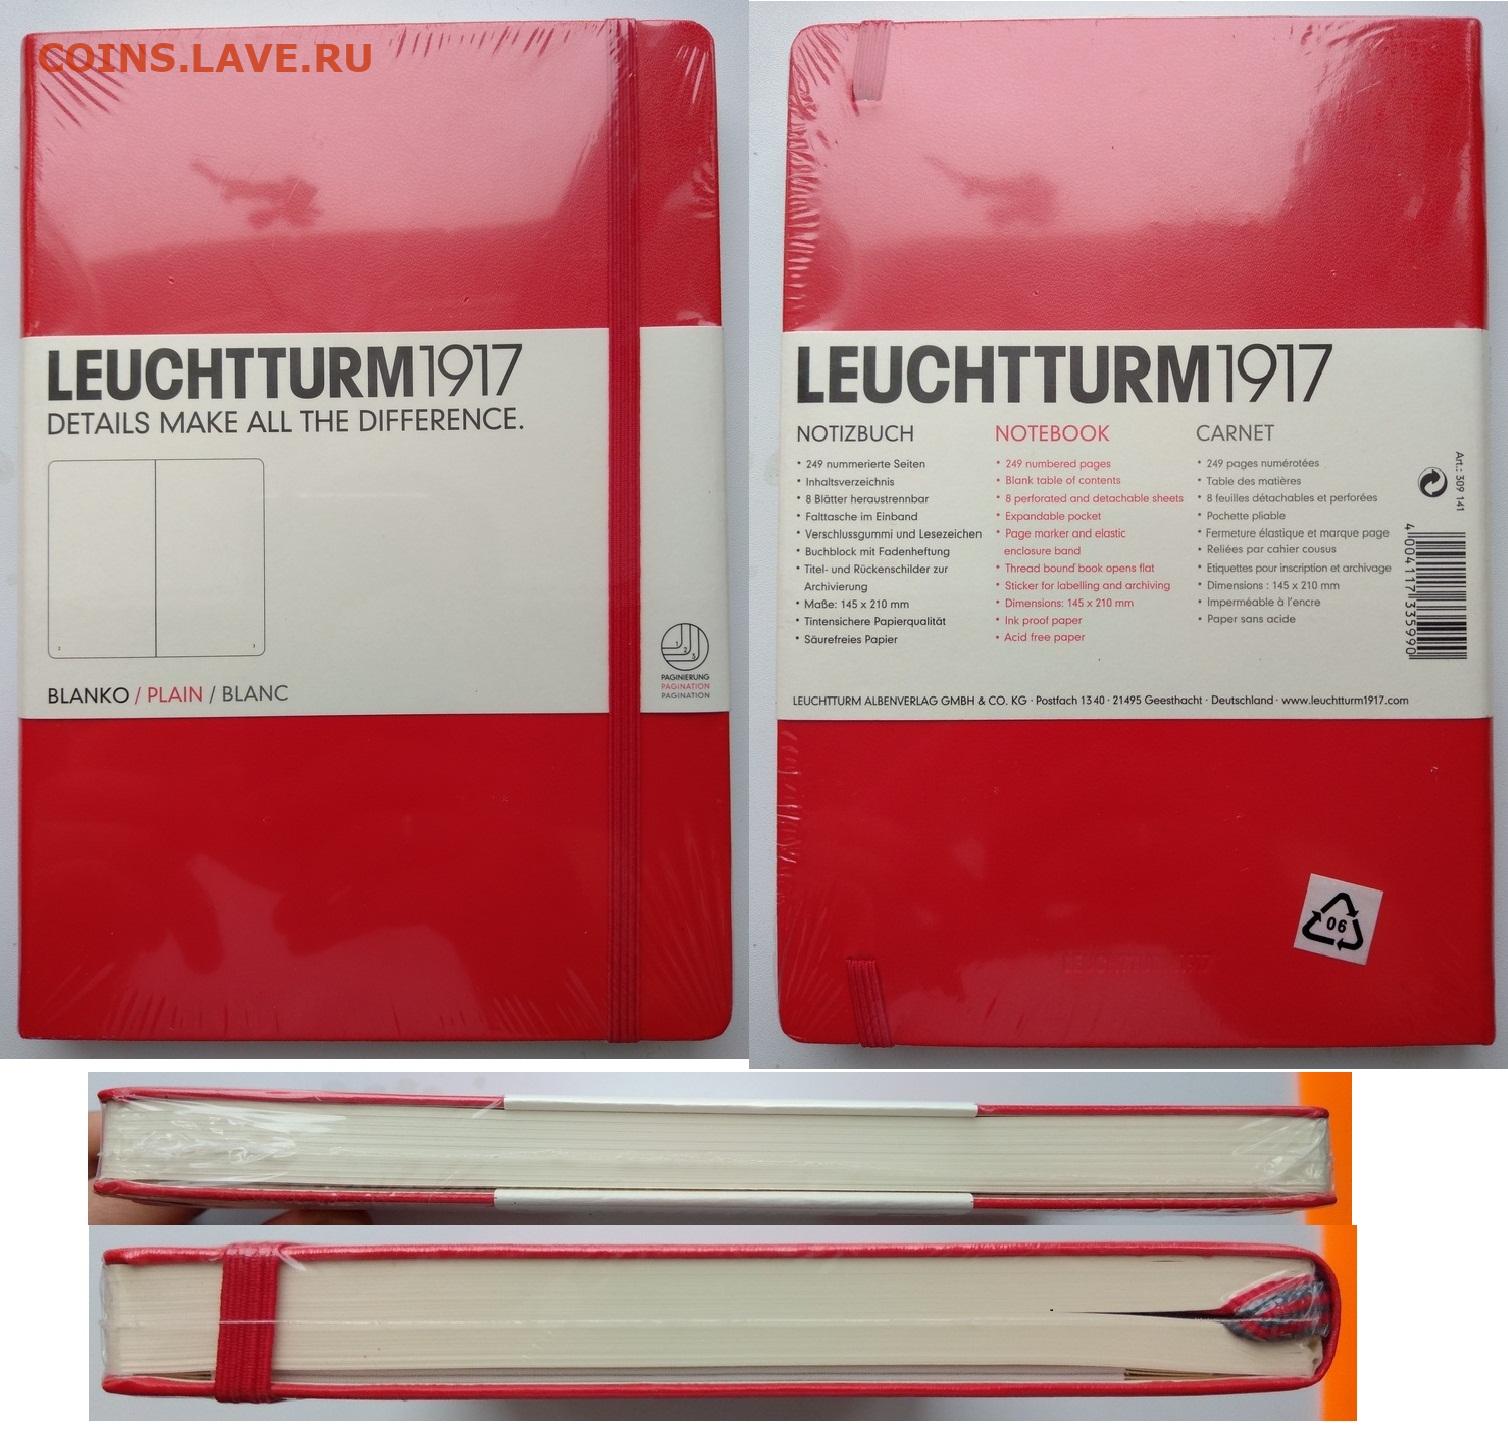 COINS.LAVE.RU
LEUCHTTURM1917
DETAILS MAKE ALL THE DIFFERENCE.
2 3
BLANKO / PLAIN / BLANC
1 2 3
PAGINIERUNG
PAGINATION
PAGINATION
LEUCHTTURM1917
NOTIZBUCH
• 249 nummerierte Seiten
• Inhaltsverzeichnis
• 8 Blätter heraustrennbar
• Falttasche im Einband
• Verschlussgummi und Lesezeichen
• Buchblock mit Fadenheftung
• Titel- und Rückenschilder zur
Archivierung
• Maße: 145 x 210 mm
• Tintensichere Papierqualität
• Säurefreies Papier
NOTEBOOK
• 249 numbered pages
• Blank table of contents
• 8 perforated and detachable sheets
• Expandable pocket
• Page marker and elastic
enclosure band
• Thread bound book opens flat
• Sticker for labelling and archiving
• Dimensions: 145 x 210 mm
• Ink proof paper
• Acid free paper
CARNET
• 249 pages numérotées
• Table des matières
• 8 feuilles détachables et perforées
• Pochette pliable
• Fermeture élastique et marque page
• Reliées par cahier cousus
• Etiquettes pour inscription et archivage
• Dimensions : 145 x 210 mm
• Imperméable à l'encre
• Paper sans acide
Art.: 309 141
4 004117 335990
LEUCHTTURM ALBENVERLAG GMBH & CO. KG · Postfach 1340 · 21495 Geesthacht · Deutschland · www.leuchtturm1917.com
06
LEUCHTTURM1917